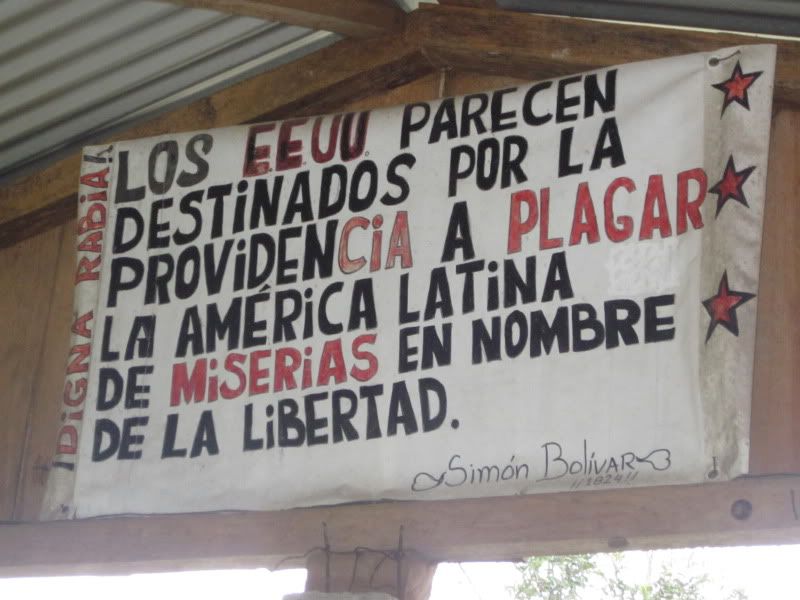 ¡DIGNA RABIA!
LOS E.E.U.U. PARECEN
DESTiNADOS POR LA
PROViDENCiA A PLAGAR
LA AMÉRiCA LATiNA
DE MiSERiAS EN NOMBRE
DE LA LiBERTAD.
Simón BolívAR
//1824//